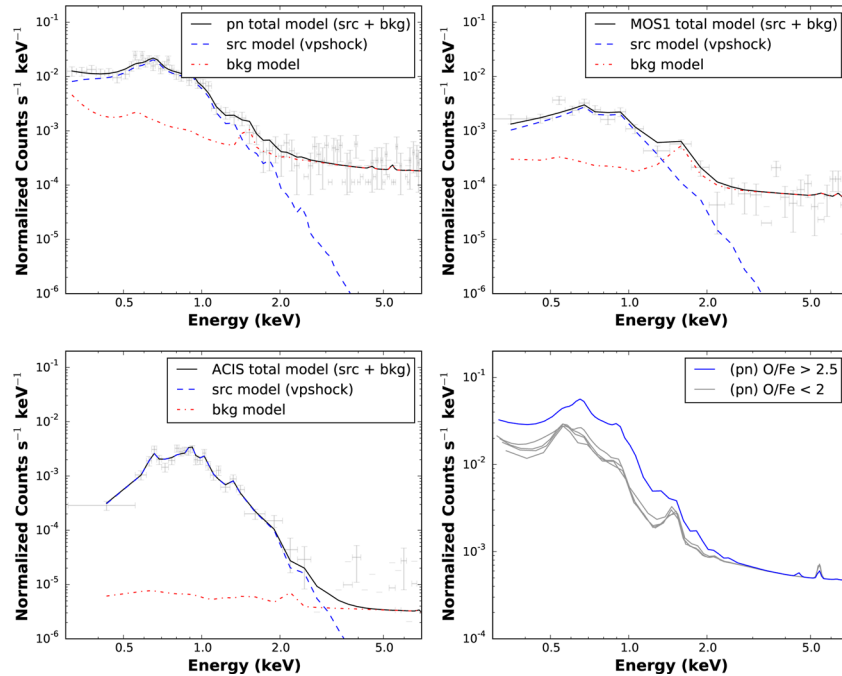 pn total model (src + bkg)
src model (vpshock)
bkg model
10⁻¹
10⁻²
10⁻³
10⁻⁴
10⁻⁵
10⁻⁶
Normalized Counts s⁻¹ keV⁻¹
0.5 1.0 2.0 5.0
Energy (keV)
MOS1 total model (src + bkg)
src model (vpshock)
bkg model
10⁻¹
10⁻²
10⁻³
10⁻⁴
10⁻⁵
10⁻⁶
Normalized Counts s⁻¹ keV⁻¹
0.5 1.0 2.0 5.0
Energy (keV)
ACIS total model (src + bkg)
src model (vpshock)
bkg model
10⁻¹
10⁻²
10⁻³
10⁻⁴
10⁻⁵
10⁻⁶
Normalized Counts s⁻¹ keV⁻¹
0.5 1.0 2.0 5.0
Energy (keV)
(pn) O/Fe > 2.5
(pn) O/Fe < 2
10⁻¹
10⁻²
10⁻³
10⁻⁴
Normalized Counts s⁻¹ keV⁻¹
0.5 1.0 2.0 5.0
Energy (keV)